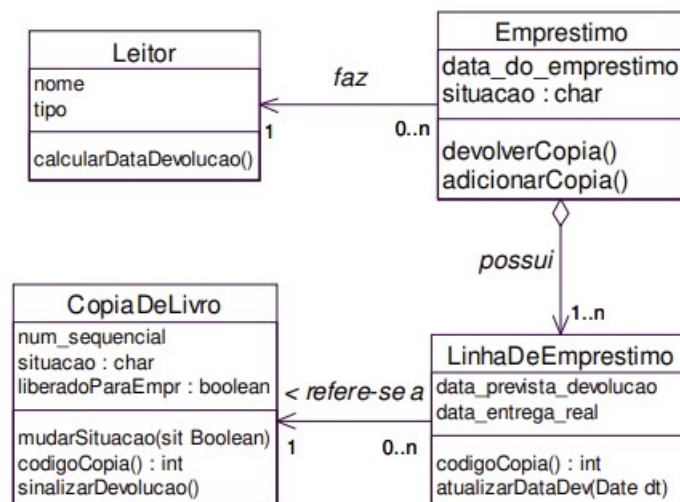 Leitor
nome
tipo
calcularDataDevolucao()
faz
1
0..n
Emprestimo
data_do_emprestimo
situacao : char
devolverCopia()
adicionarCopia()
possui
1..n
CopiaDeLivro
num_sequencial
situacao : char
liberadoParaEmpr : boolean
mudarSituacao(sit Boolean)
codigoCopia() : int
sinalizarDevolucao()
< refere-se a
1
0..n
LinhaDeEmprestimo
data_prevista_devolucao
data_entrega_real
codigoCopia() : int
atualizarDataDev(Date dt)